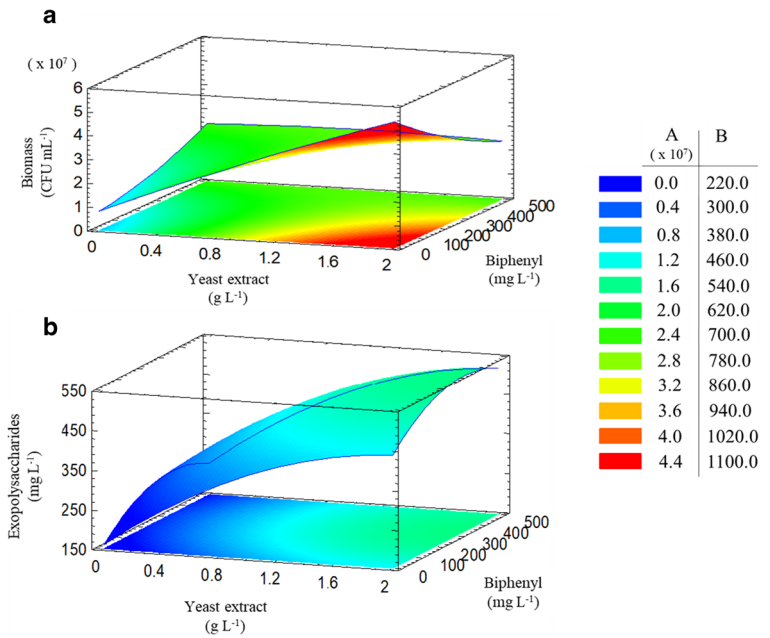 a
( x 10⁷)
6
5
4
3
2
1
0
Biomass
(CFU mL⁻¹)
0 0.4 0.8 1.2 1.6 2
Yeast extract
(g L⁻¹)
0 100 200 300 400 500
Biphenyl
(mg L⁻¹)
b
550
450
350
250
150
Exopolysaccharides
(mg L⁻¹)
0 0.4 0.8 1.2 1.6 2
Yeast extract
(g L⁻¹)
0 100 200 300 400 500
Biphenyl
(mg L⁻¹)
A B
( x 10⁷)
0.0 220.0
0.4 300.0
0.8 380.0
1.2 460.0
1.6 540.0
2.0 620.0
2.4 700.0
2.8 780.0
3.2 860.0
3.6 940.0
4.0 1020.0
4.4 1100.0